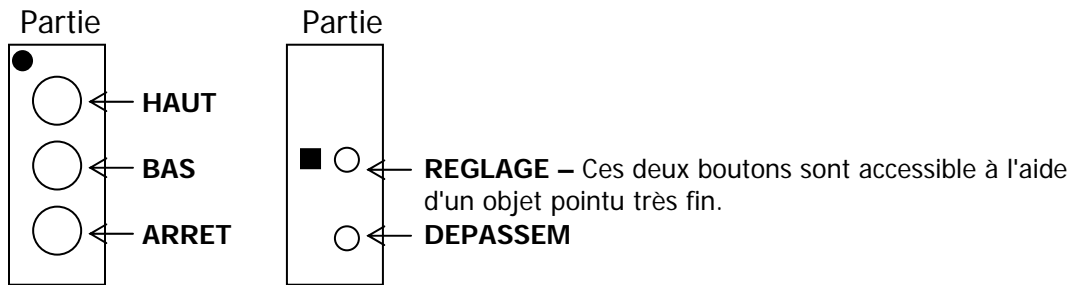 Partie Partie
HAUT
BAS
REGLAGE – Ces deux boutons sont accessible à l'aide
d'un objet pointu très fin.
ARRET
DEPASSEM